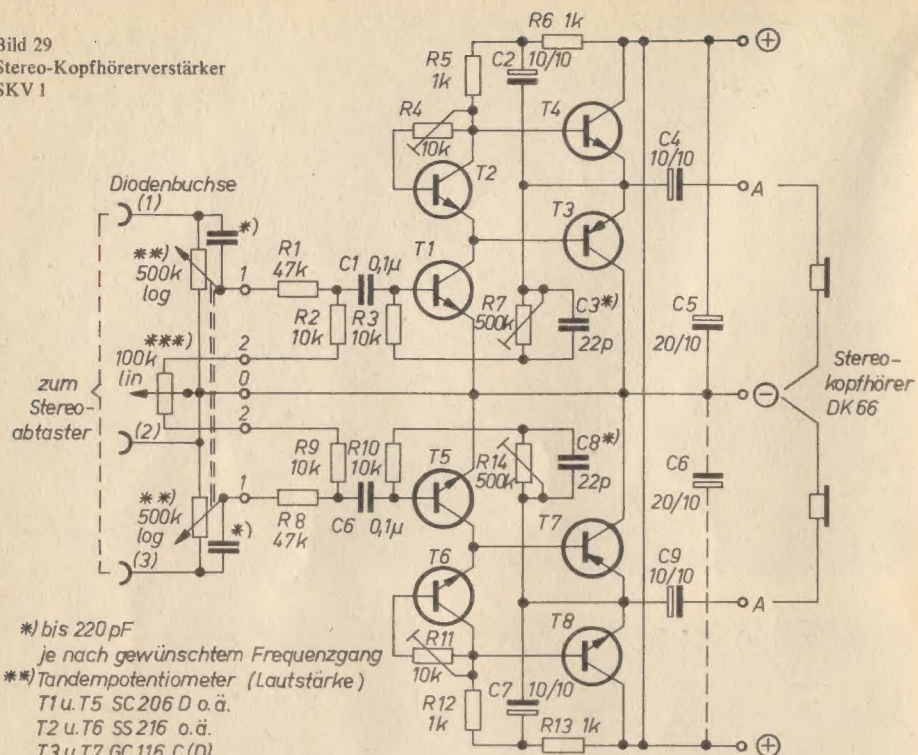 Bild 29
Stereo-Kopfhörerverstärker
SKV 1
R6 1k
R5
1k
C2
10/10
R4
10k
T4
T2
C4
10/10
A
Diodenbuchse
(1)
*)
T3
**)
500k
log
1
R1
47k
C1 0,1µ
T1
R2
10k
R3
10k
R7
500k
C3*)
22p
C5
20/10
***)
100k
lin
2
0
2
zum
Stereo-
abtaster
(2)
Stereo-
kopfhörer
DK 66
R9
10k
R10
10k
R14
500k
C8*)
22p
T5
C6
20/10
**)
500k
log
1
*)
R8
47k
C6 0,1µ
T7
(3)
T6
C9
10/10
A
T8
R11
10k
C7
10/10
R12
1k
R13 1k
*) bis 220 pF
je nach gewünschtem Frequenzgang
**) Tandempotentiometer (Lautstärke)
T1 u. T5 SC 206 D o.ä.
T2 u. T6 SS 216 o.ä.
T3 u. T7 GC 116 C (D)